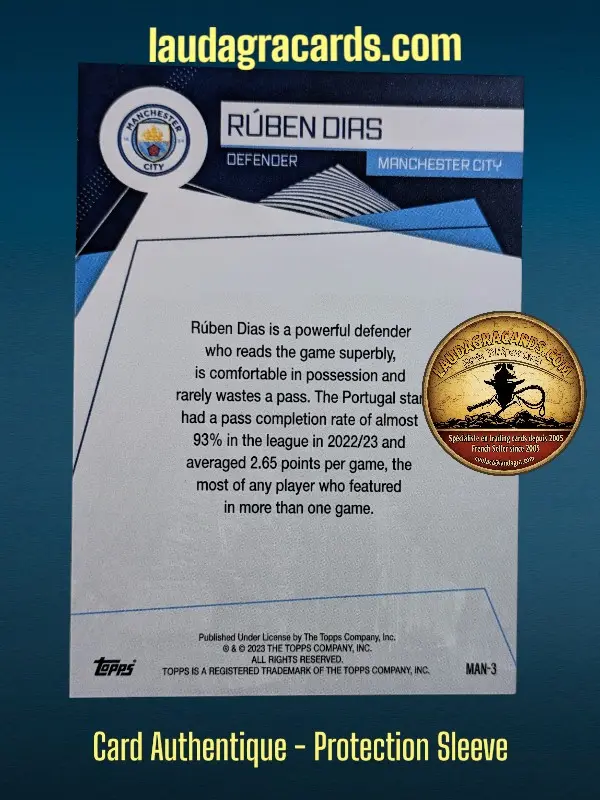 laudagracards.com
MANCHESTER
CITY
RÚBEN DIAS
DEFENDER
MANCHESTER CITY
Rúben Dias is a powerful defender
who reads the game superbly,
is comfortable in possession and
rarely wastes a pass. The Portugal star
had a pass completion rate of almost
93% in the league in 2022/23 and
averaged 2.65 points per game, the
most of any player who featured
in more than one game.
LAUDAGRACARDS.COM
Spécialiste en trading cards depuis 2005
French Seller since 2005
Published Under License by The Topps Company, Inc.
® & © 2023 THE TOPPS COMPANY, INC.
ALL RIGHTS RESERVED.
TOPPS IS A REGISTERED TRADEMARK OF THE TOPPS COMPANY, INC.
Topps
MAN-3
Card Authentique - Protection Sleeve